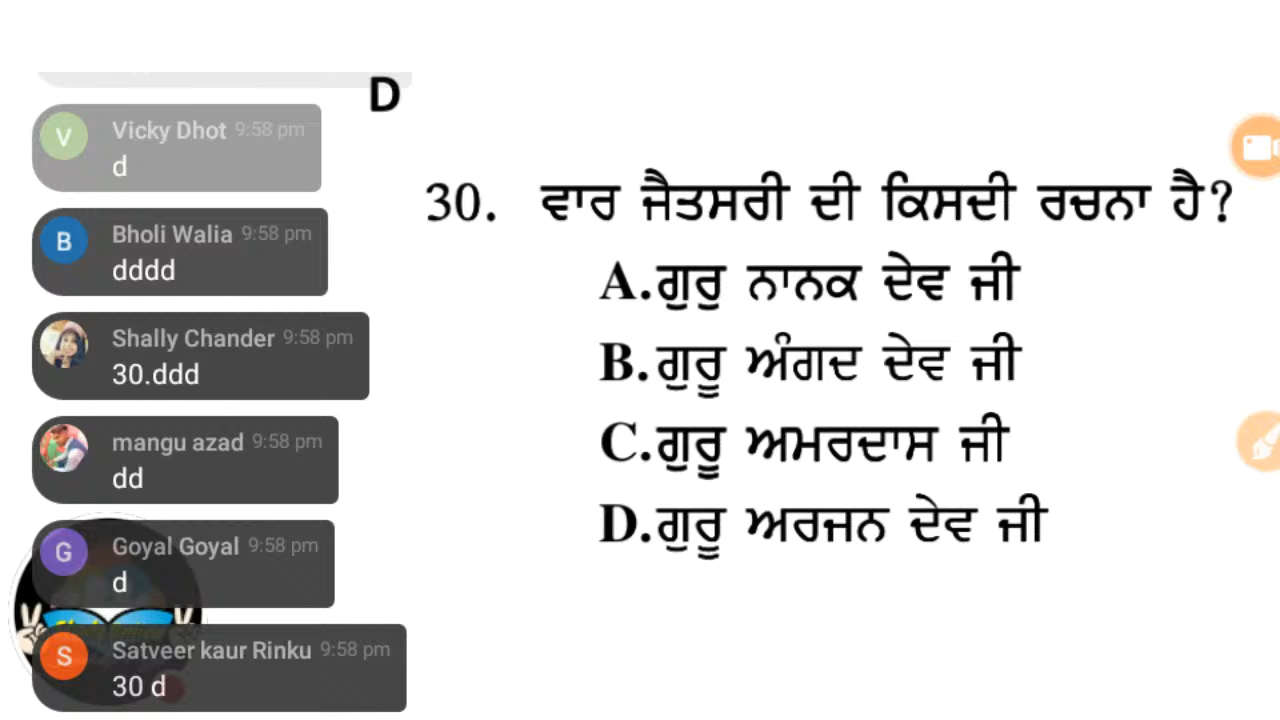 D
Vicky Dhot 9:58 pm
d
Bholi Walia 9:58 pm
dddd
Shally Chander 9:58 pm
30.ddd
mangu azad 9:58 pm
dd
Goyal Goyal 9:58 pm
d
Satveer kaur Rinku 9:58 pm
30 d
30. ਵਾਰ ਜੈਤਸਰੀ ਦੀ ਕਿਸਦੀ ਰਚਨਾ ਹੈ?
A.ਗੁਰੁ ਨਾਨਕ ਦੇਵ ਜੀ
B.ਗੁਰੂ ਅੰਗਦ ਦੇਵ ਜੀ
C.ਗੁਰੂ ਅਮਰਦਾਸ ਜੀ
D.ਗੁਰੂ ਅਰਜਨ ਦੇਵ ਜੀ
V
B
G
S